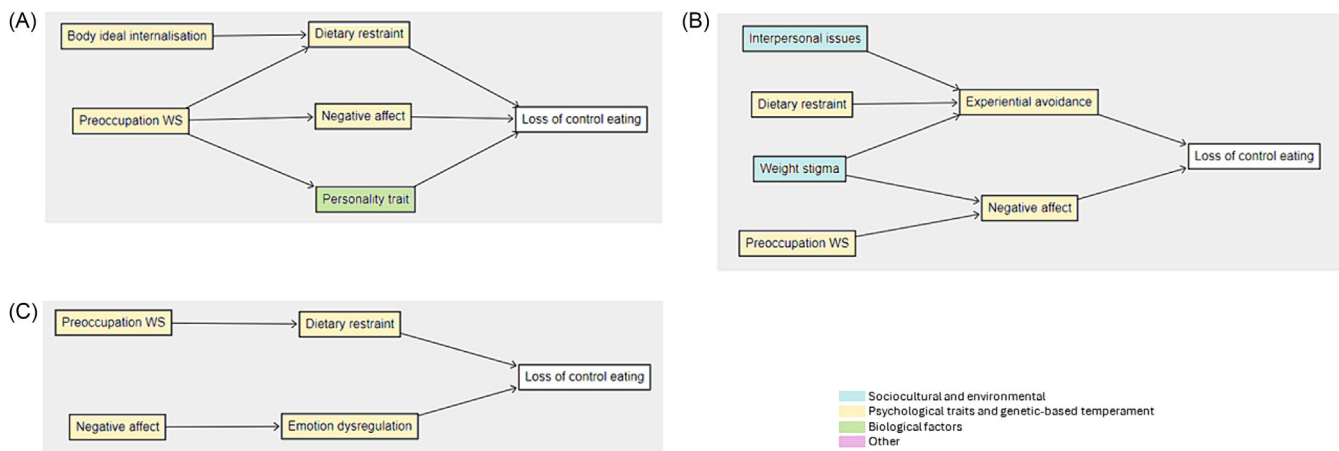 (A)
Body ideal internalisation
Dietary restraint
Preoccupation WS
Negative affect
Loss of control eating
Personality trait
(B)
Interpersonal issues
Dietary restraint
Experiential avoidance
Weight stigma
Loss of control eating
Negative affect
Preoccupation WS
(C)
Preoccupation WS
Dietary restraint
Loss of control eating
Negative affect
Emotion dysregulation
Sociocultural and environmental
Psychological traits and genetic-based temperament
Biological factors
Other